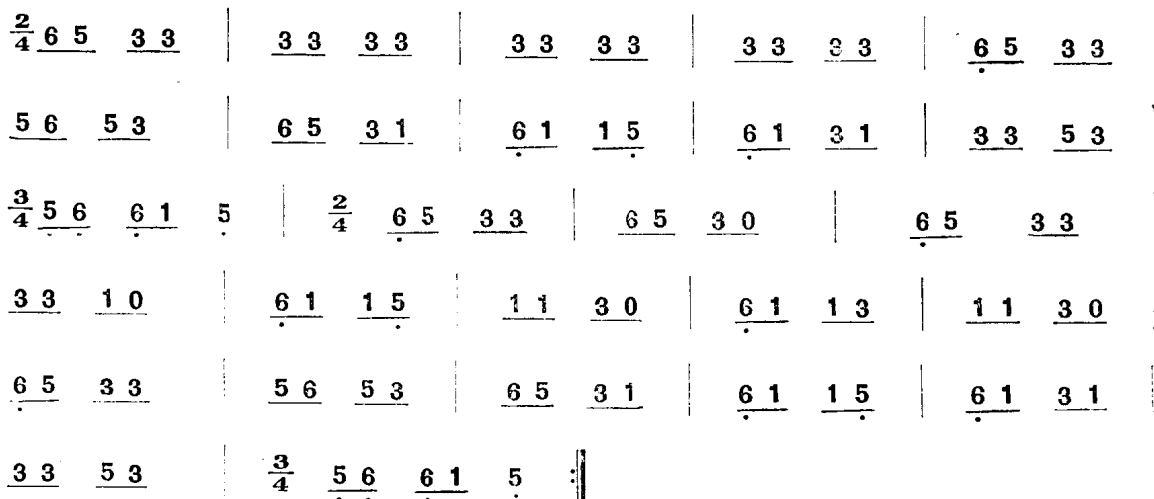 2/4 6 5 3 3 | 3 3 3 3 | 3 3 3 3 | 3 3 3 3 | 6̣ 5 3 3
5 6 5 3 | 6 5 3 1 | 6̣ 1 1 5̣ | 6̣ 1 3 1 | 3 3 5 3
3/4 5̣ 6̣ 6̣ 1 5̣ | 2/4 6̣ 5 3 3 | 6 5 3 0 | 6̣ 5 3 3
3 3 1 0 | 6̣ 1 1 5̣ | 1 1 3 0 | 6̣ 1 1 3 | 1 1 3 0
6̣ 5 3 3 | 5 6 5 3 | 6 5 3 1 | 6̣ 1 1 5̣ | 6̣ 1 3 1 |
3 3 5 3 | 3/4 5̣ 6̣ 6̣ 1 5̣ :‖